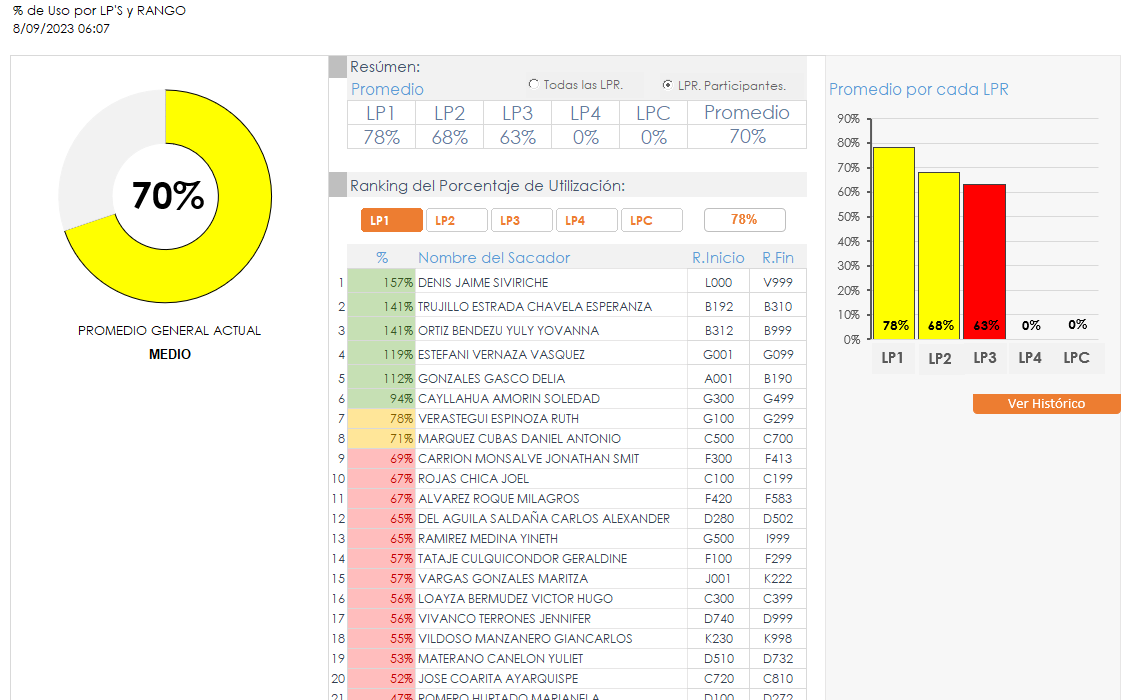 % de Uso por LP'S y RANGO
8/09/2023 06:07
70%
PROMEDIO GENERAL ACTUAL
MEDIO
Resúmen:
Promedio
Todas las LPR.
LPR. Participantes.
LP1 LP2 LP3 LP4 LPC Promedio
78% 68% 63% 0% 0% 70%
Ranking del Porcentaje de Utilización:
LP1 LP2 LP3 LP4 LPC 78%
% Nombre del Sacador R.Inicio R.Fin
1 157% DENIS JAIME SIVIRICHE L000 V999
2 141% TRUJILLO ESTRADA CHAVELA ESPERANZA B192 B310
3 141% ORTIZ BENDEZU YULY YOVANNA B312 B999
4 119% ESTEFANI VERNAZA VASQUEZ G001 G099
5 112% GONZALES GASCO DELIA A001 B190
6 94% CAYLLAHUA AMORIN SOLEDAD G300 G499
7 78% VERASTEGUI ESPINOZA RUTH G100 G299
8 71% MARQUEZ CUBAS DANIEL ANTONIO C500 C700
9 69% CARRION MONSALVE JONATHAN SMIT F300 F413
10 67% ROJAS CHICA JOEL C100 C199
11 67% ALVAREZ ROQUE MILAGROS F420 F583
12 65% DEL AGUILA SALDAÑA CARLOS ALEXANDER D280 D502
13 65% RAMIREZ MEDINA YINETH G500 I999
14 57% TATAJE CULQUICONDOR GERALDINE F100 F299
15 57% VARGAS GONZALES MARITZA J001 K222
16 56% LOAYZA BERMUDEZ VICTOR HUGO C300 C399
17 56% VIVANCO TERRONES JENNIFER D740 D999
18 55% VILDOSO MANZANERO GIANCARLOS K230 K998
19 53% MATERANO CANELON YULIET D510 D732
20 52% JOSE COARITA AYARQUISPE C720 C810
21 47% ROMERO HURTADO MARIANELA D100 D272
Promedio por cada LPR
90%
80%
70%
60%
50%
40%
30%
20%
10%
0%
78% 68% 63% 0% 0%
LP1 LP2 LP3 LP4 LPC
Ver Histórico